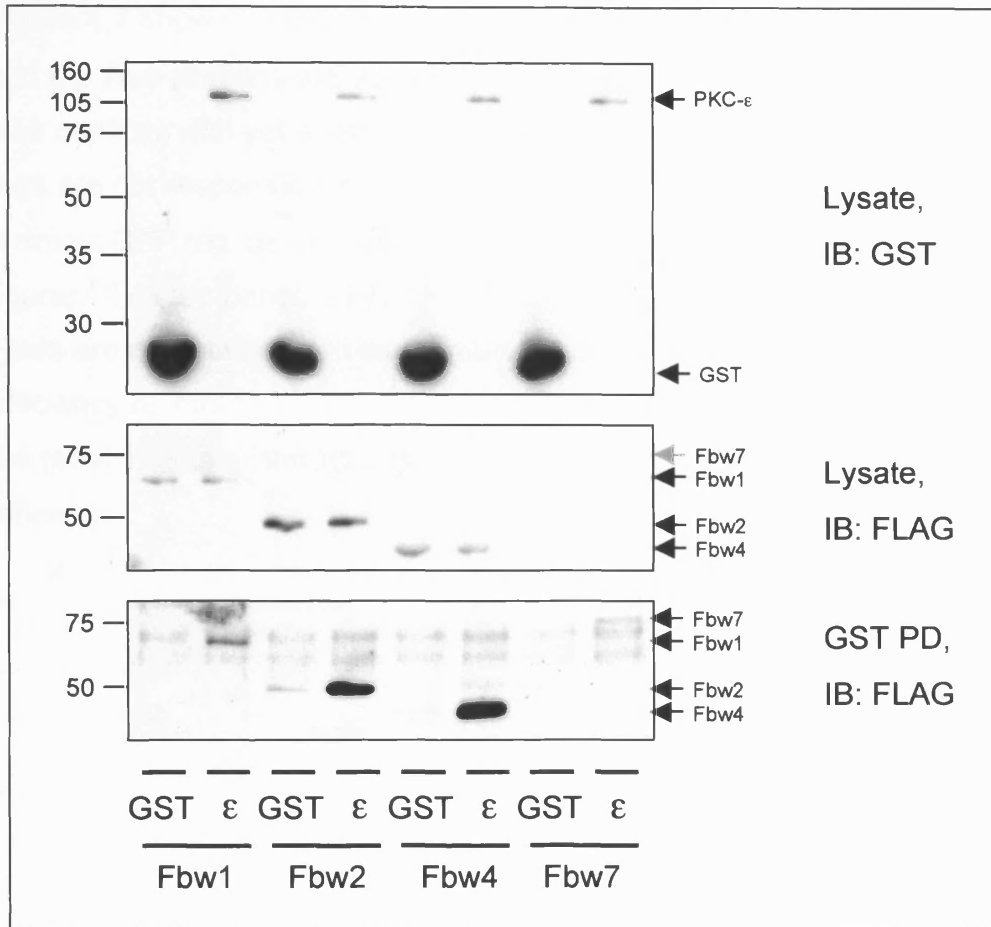 160
105
75
50
35
30
PKC-ε
GST
Lysate,
IB: GST
75
50
Fbw7
Fbw1
Fbw2
Fbw4
Lysate,
IB: FLAG
75
50
Fbw7
Fbw1
Fbw2
Fbw4
GST PD,
IB: FLAG
GST ε GST ε GST ε GST ε
Fbw1 Fbw2 Fbw4 Fbw7